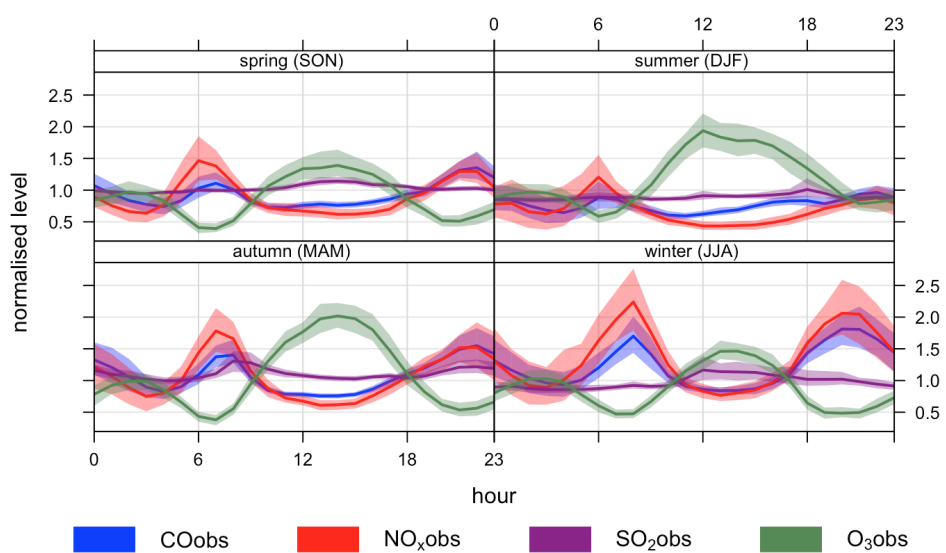 0 6 12 18 23
spring (SON) summer (DJF)
2.5
2.0
1.5
1.0
0.5
normalised level
autumn (MAM) winter (JJA)
2.5
2.0
1.5
1.0
0.5
0 6 12 18 23
hour
COobs NOxobs SO2obs O3obs